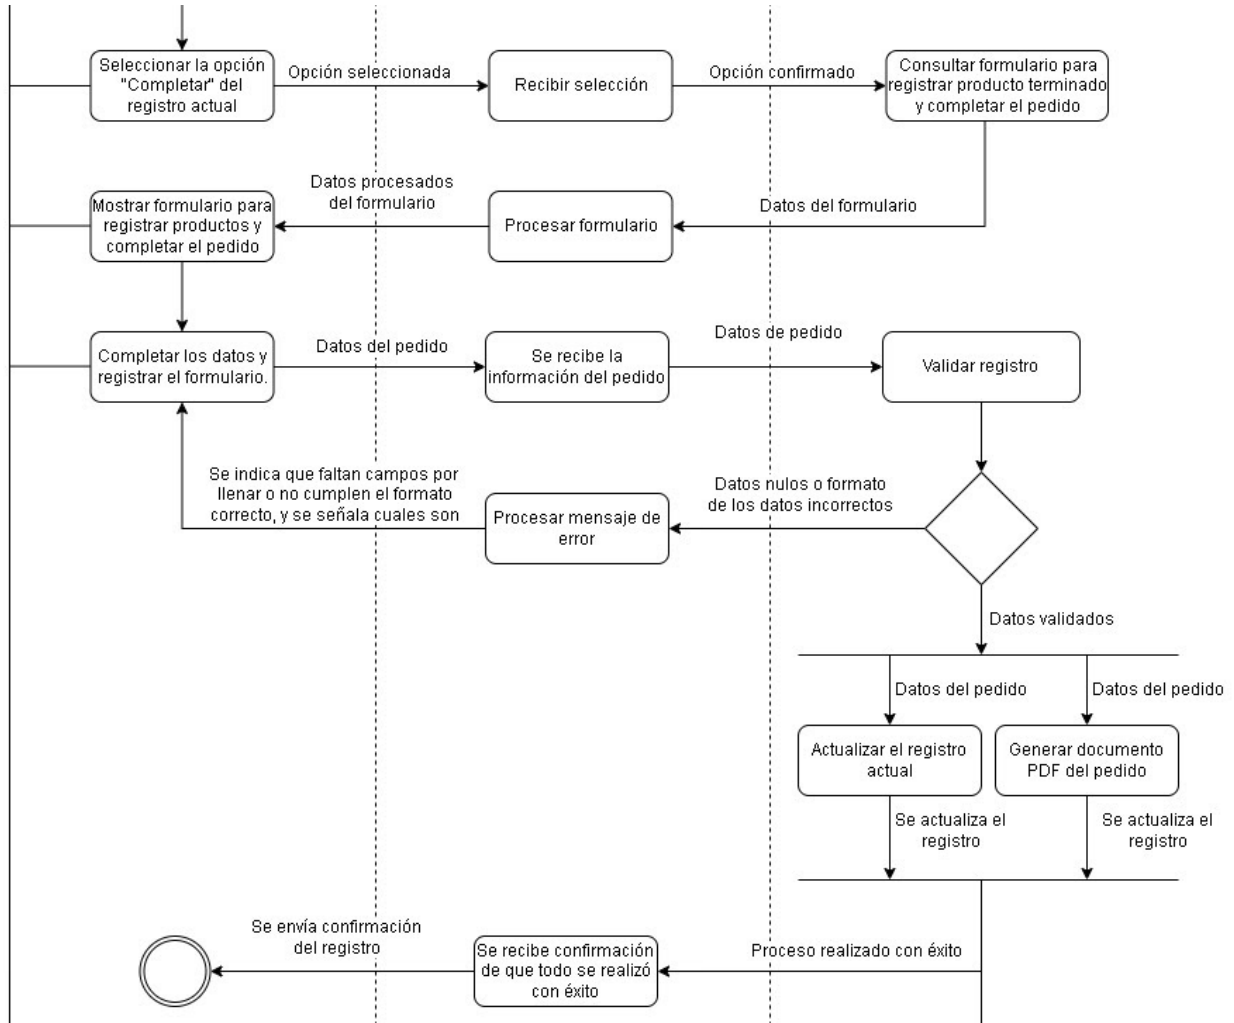 Seleccionar la opción
"Completar" del
registro actual
Opción seleccionada
Recibir selección
Opción confirmado
Consultar formulario para
registrar producto terminado
y completar el pedido
Mostrar formulario para
registrar productos y
completar el pedido
Datos procesados
del formulario
Procesar formulario
Datos del formulario
Completar los datos y
registrar el formulario.
Datos del pedido
Se recibe la
información del pedido
Datos de pedido
Validar registro
Se indica que faltan campos por
llenar o no cumplen el formato
correcto, y se señala cuales son
Procesar mensaje de
error
Datos nulos o formato
de los datos incorrectos
Datos validados
Datos del pedido
Datos del pedido
Actualizar el registro
actual
Generar documento
PDF del pedido
Se actualiza el
registro
Se actualiza el
registro
Se envía confirmación
del registro
Se recibe confirmación
de que todo se realizó
con éxito
Proceso realizado con éxito